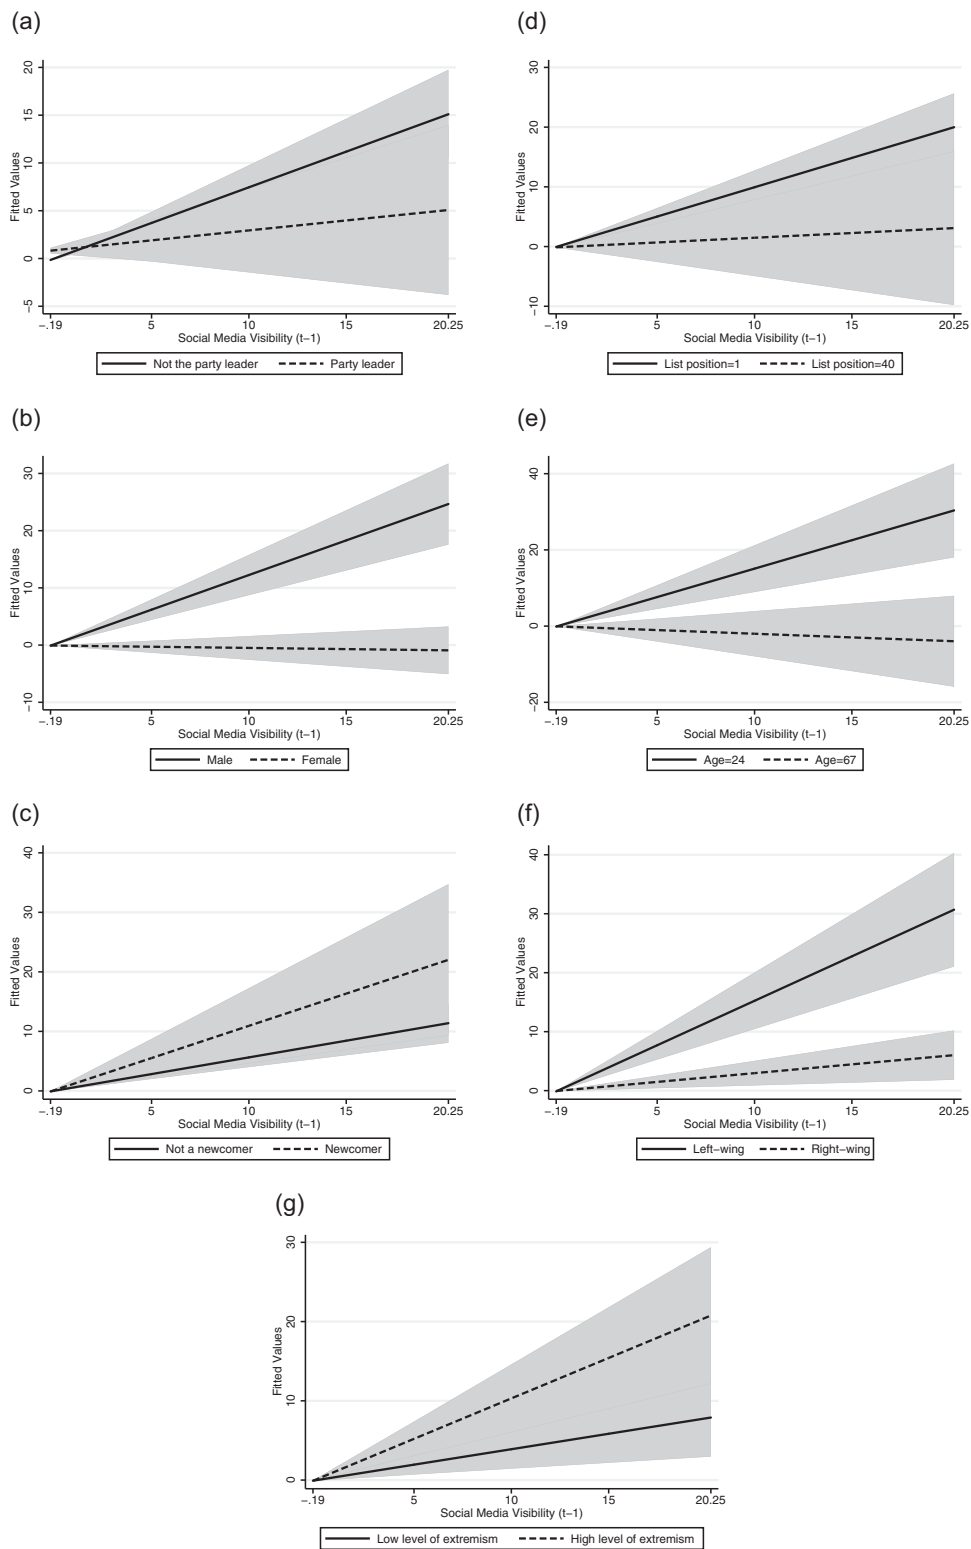 (a)
20
15
10
5
0
−5
Fitted Values
−.19 5 10 15 20.25
Social Media Visibility (t−1)
Not the party leader Party leader
(d)
30
20
10
0
−10
Fitted Values
−.19 5 10 15 20.25
Social Media Visibility (t−1)
List position=1 List position=40
(b)
30
20
10
0
−10
Fitted Values
−.19 5 10 15 20.25
Social Media Visibility (t−1)
Male Female
(e)
40
20
0
−20
Fitted Values
−.19 5 10 15 20.25
Social Media Visibility (t−1)
Age=24 Age=67
(c)
40
30
20
10
0
Fitted Values
−.19 5 10 15 20.25
Social Media Visibility (t−1)
Not a newcomer Newcomer
(f)
40
30
20
10
0
Fitted Values
−.19 5 10 15 20.25
Social Media Visibility (t−1)
Left−wing Right−wing
(g)
30
20
10
0
Fitted Values
−.19 5 10 15 20.25
Social Media Visibility (t−1)
Low level of extremism High level of extremism